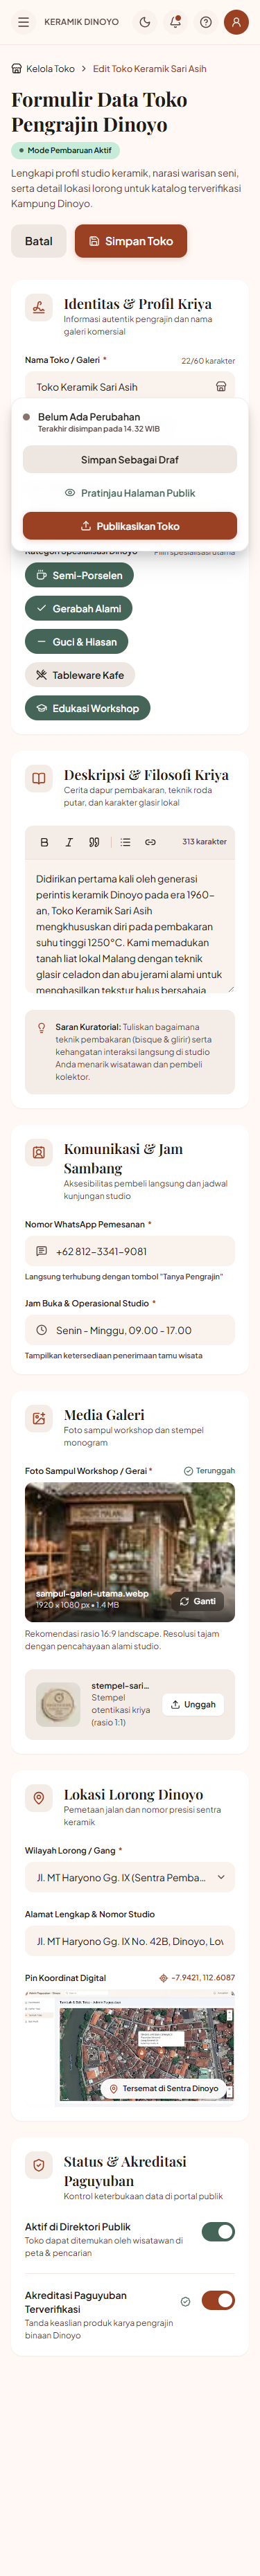 KERAMIK DINOYO
Kelola Toko > Edit Toko Keramik Sari Asih
Formulir Data Toko
Pengrajin Dinoyo
Mode Pembaruan Aktif
Lengkapi profil studio keramik, narasi warisan seni,
serta detail lokasi lorong untuk katalog terverifikasi
Kampung Dinoyo.
Batal
Simpan Toko
Identitas & Profil Kriya
Informasi autentik pengrajin dan nama
galeri komersial
Nama Toko / Galeri *
22/60 karakter
Toko Keramik Sari Asih
Belum Ada Perubahan
Terakhir disimpan pada 14.32 WIB
Simpan Sebagai Draf
Pratinjau Halaman Publik
Publikasikan Toko
Kategori Spesialisasi Dinoyo
Pilih spesialisasi utama
Semi-Porselen
Gerabah Alami
Guci & Hiasan
Tableware Kafe
Edukasi Workshop
Deskripsi & Filosofi Kriya
Cerita dapur pembakaran, teknik roda
putar, dan karakter glasir lokal
B I
313 karakter
Didirikan pertama kali oleh generasi
perintis keramik Dinoyo pada era 1960-
an, Toko Keramik Sari Asih
mengkhususkan diri pada pembakaran
suhu tinggi 1250°C. Kami memadukan
tanah liat lokal Malang dengan teknik
glasir celadon dan abu jerami alami untuk
menghasilkan tekstur halus bersahaja
Saran Kuratorial: Tuliskan bagaimana
teknik pembakaran (bisque & glirir) serta
kehangatan interaksi langsung di studio
Anda menarik wisatawan dan pembeli
kolektor.
Komunikasi & Jam
Sambang
Aksesibilitas pembeli langsung dan jadwal
kunjungan studio
Nomor WhatsApp Pemesanan *
+62 812-3341-9081
Langsung terhubung dengan tombol "Tanya Pengrajin"
Jam Buka & Operasional Studio *
Senin - Minggu, 09.00 - 17.00
Tampilkan ketersediaan penerimaan tamu wisata
Media Galeri
Foto sampul workshop dan stempel
monogram
Foto Sampul Workshop / Gerai *
Terunggah
sampul-galeri-utama.webp
1920 x 1080 px • 1.4 MB
Ganti
Rekomendasi rasio 16:9 landscape. Resolusi tajam
dengan pencahayaan alami studio.
stempel-sari...
Stempel
otentikasi kriya
(rasio 1:1)
Unggah
Lokasi Lorong Dinoyo
Pemetaan jalan dan nomor presisi sentra
keramik
Wilayah Lorong / Gang *
Jl. MT Haryono Gg. IX (Sentra Pemba...
Alamat Lengkap & Nomor Studio
Jl. MT Haryono Gg. IX No. 42B, Dinoyo, Lov
Pin Koordinat Digital
-7.9421, 112.6087
Tersemat di Sentra Dinoyo
Status & Akreditasi
Paguyuban
Kontrol keterbukaan data di portal publik
Aktif di Direktori Publik
Toko dapat ditemukan oleh wisatawan di
peta & pencarian
Akreditasi Paguyuban
Terverifikasi
Tanda keaslian produk karya pengrajin
binaan Dinoyo